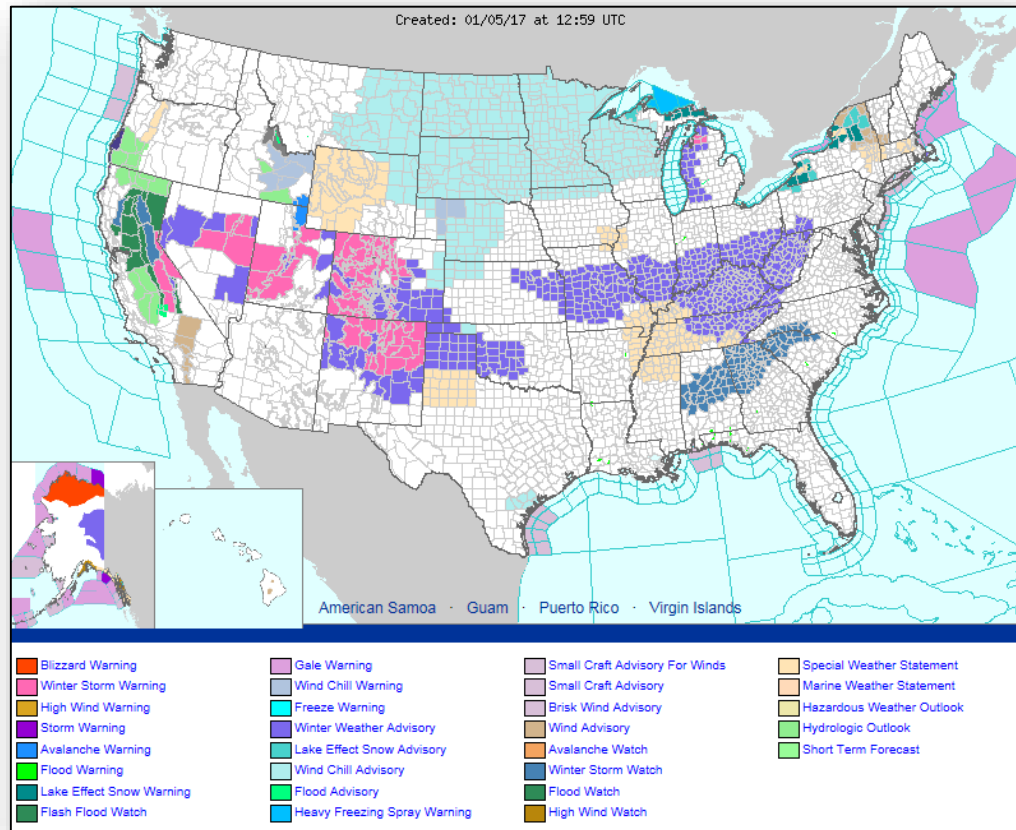 Created: 01/05/17 at 12:59 UTC
American Samoa · Guam · Puerto Rico · Virgin Islands
Blizzard Warning
Winter Storm Warning
High Wind Warning
Storm Warning
Avalanche Warning
Flood Warning
Lake Effect Snow Warning
Flash Flood Watch
Gale Warning
Wind Chill Warning
Freeze Warning
Winter Weather Advisory
Lake Effect Snow Advisory
Wind Chill Advisory
Flood Advisory
Heavy Freezing Spray Warning
Small Craft Advisory For Winds
Small Craft Advisory
Brisk Wind Advisory
Wind Advisory
Avalanche Watch
Winter Storm Watch
Flood Watch
High Wind Watch
Special Weather Statement
Marine Weather Statement
Hazardous Weather Outlook
Hydrologic Outlook
Short Term Forecast